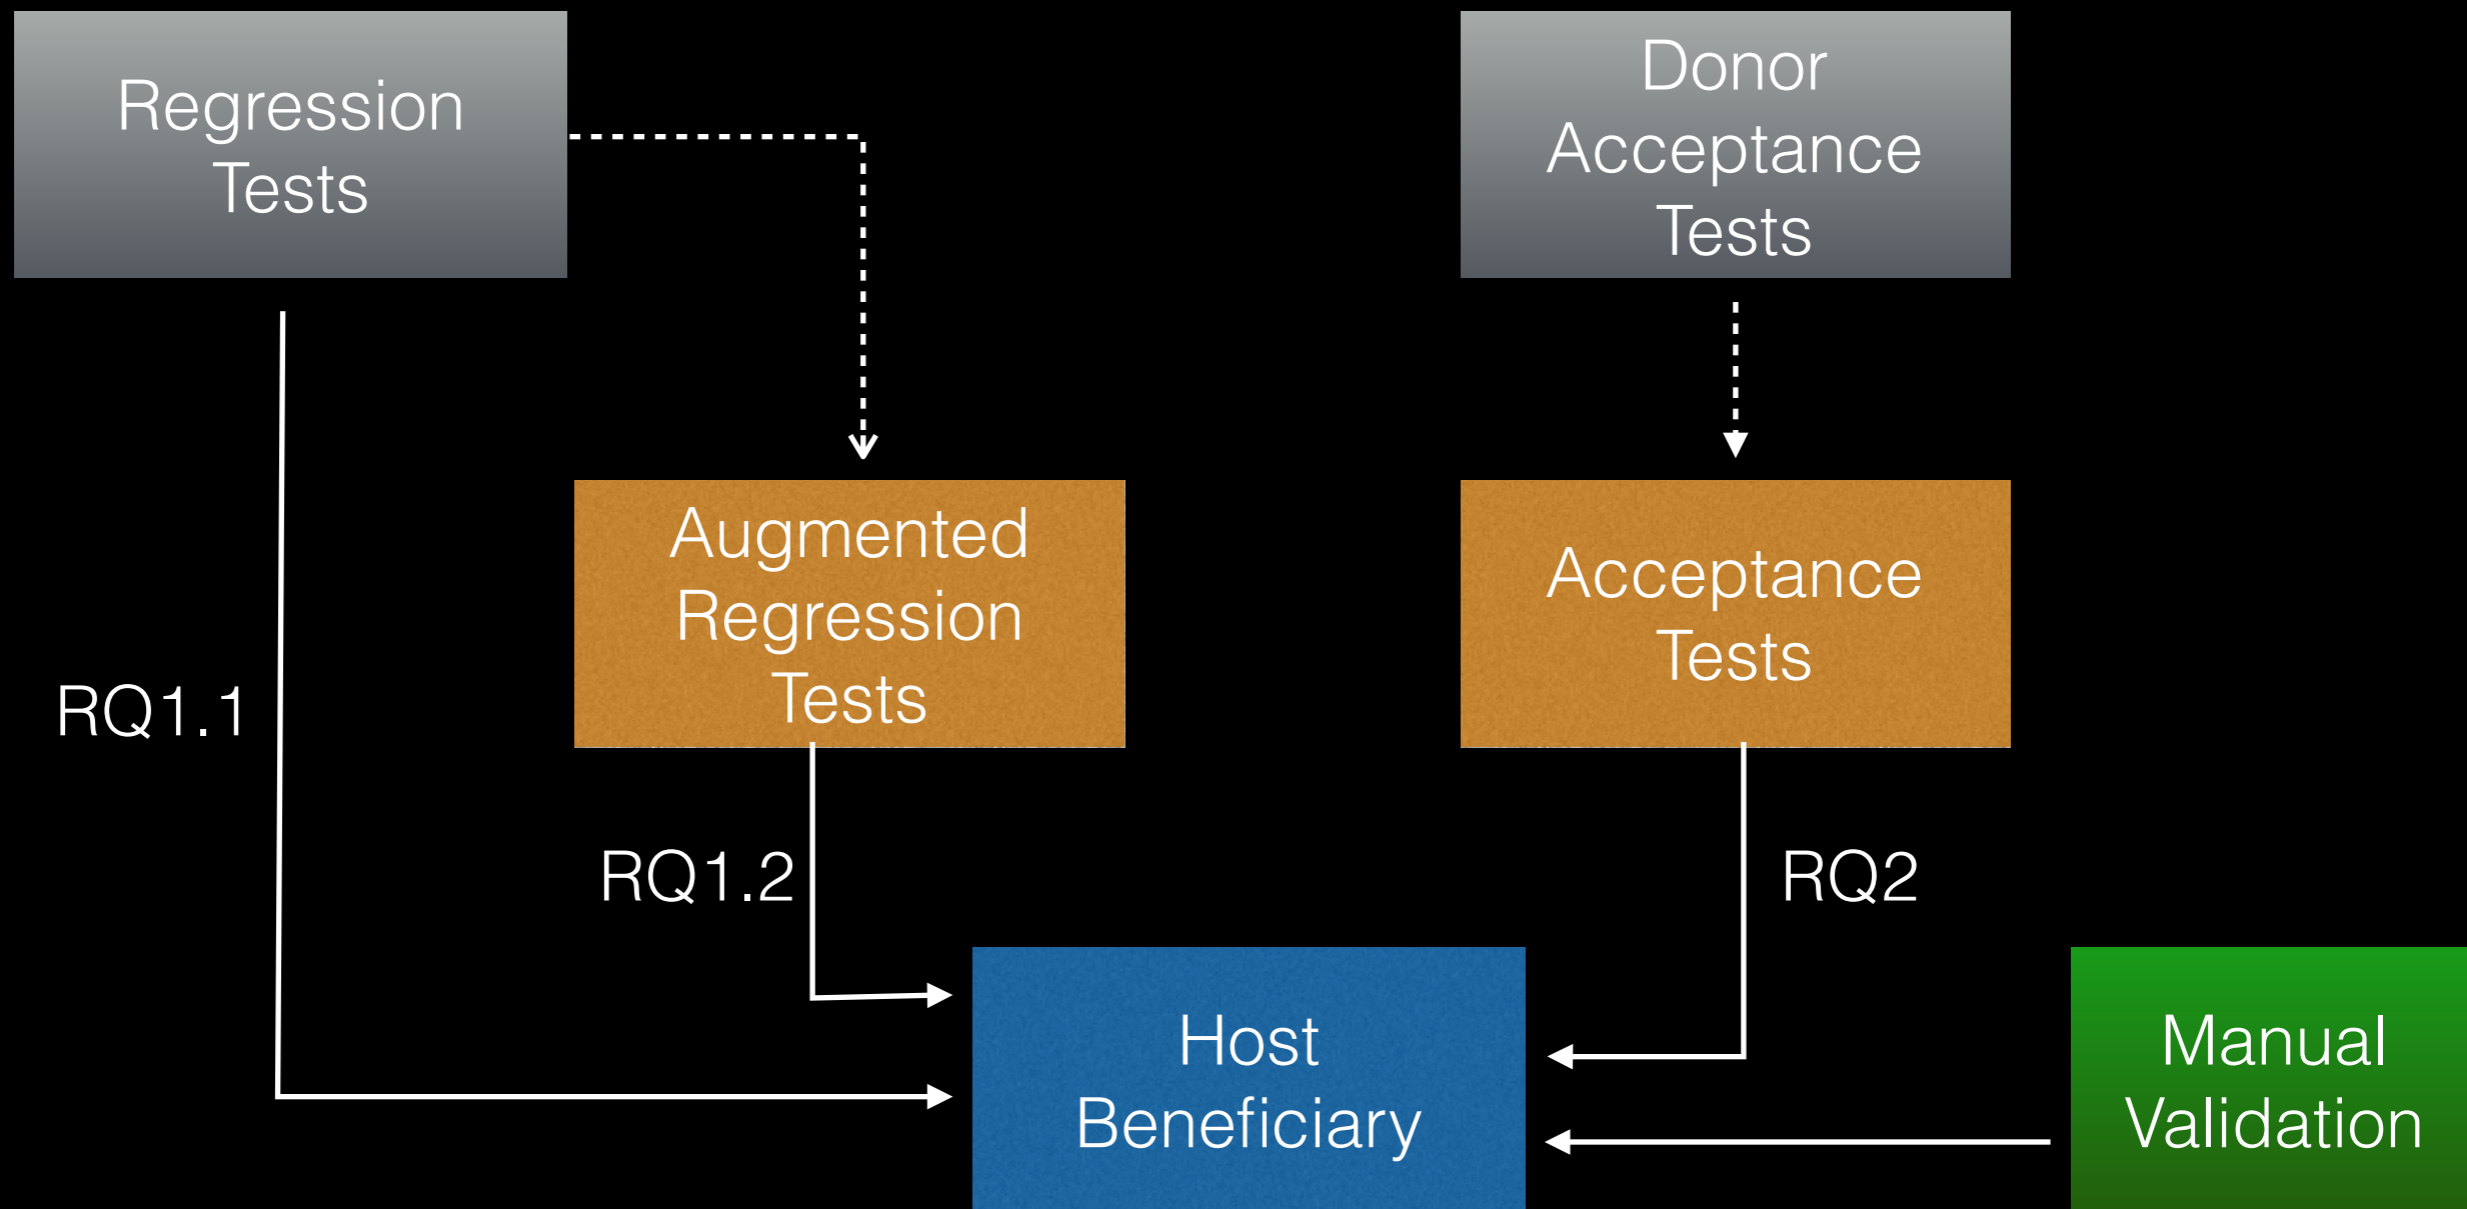 Regression
Tests
Donor
Acceptance
Tests
Augmented
Regression
Tests
Acceptance
Tests
RQ1.1
RQ1.2
RQ2
Host
Beneficiary
Manual
Validation